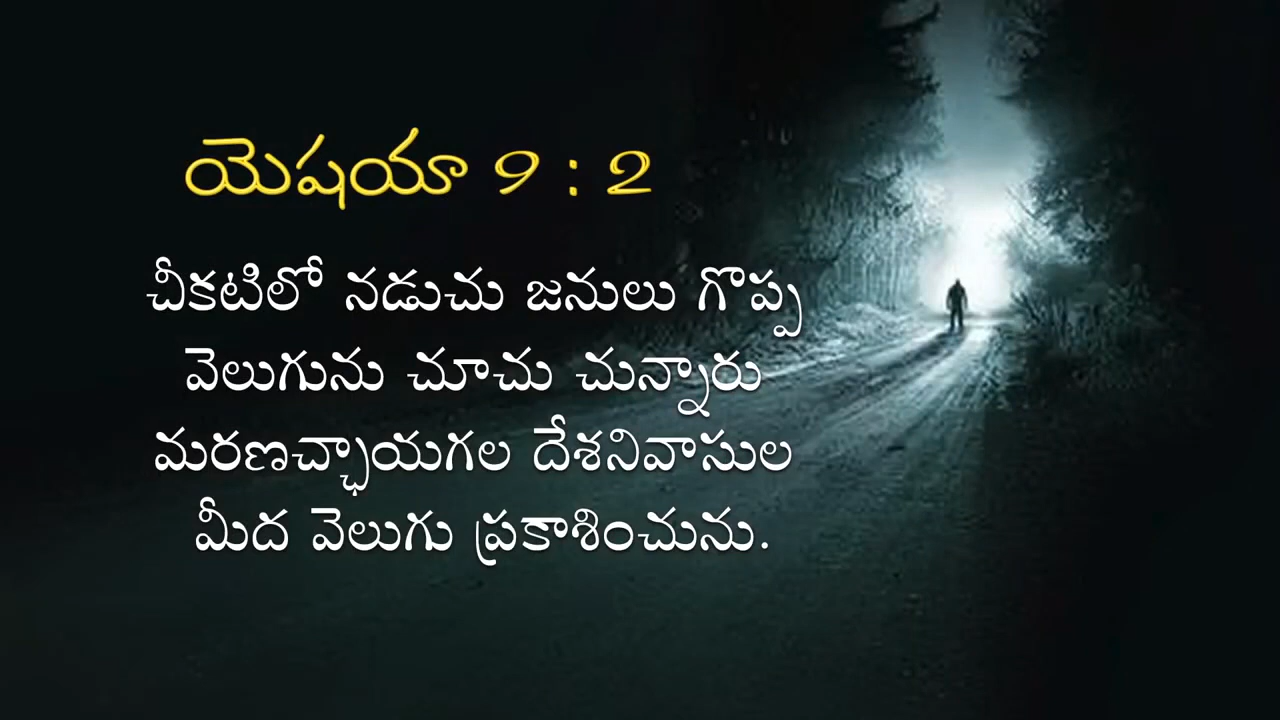 యెషయా 9 : 2
చీకటిలో నడుచు జనులు గొప్ప
వెలుగును చూచు చున్నారు
మరణచ్ఛాయగల దేశనివాసుల
మీద వెలుగు ప్రకాశించును.